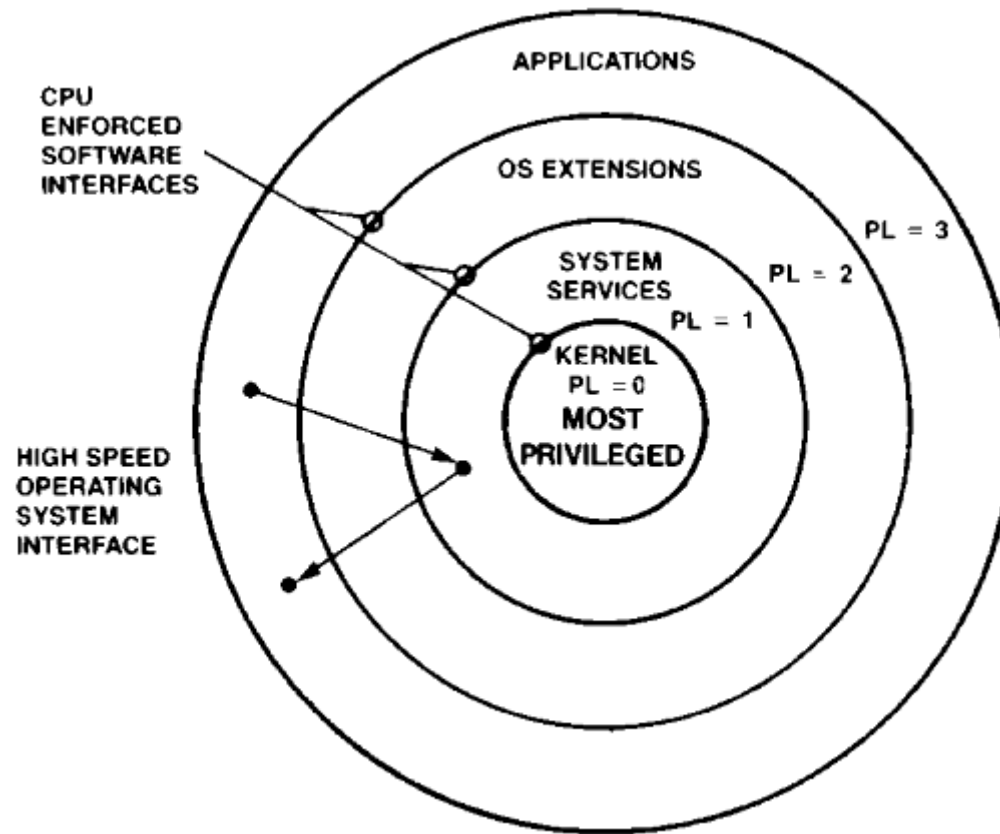 APPLICATIONS
CPU
ENFORCED
SOFTWARE
INTERFACES
OS EXTENSIONS
PL = 3
PL = 2
SYSTEM
SERVICES
PL = 1
KERNEL
PL = 0
MOST
PRIVILEGED
HIGH SPEED
OPERATING
SYSTEM
INTERFACE